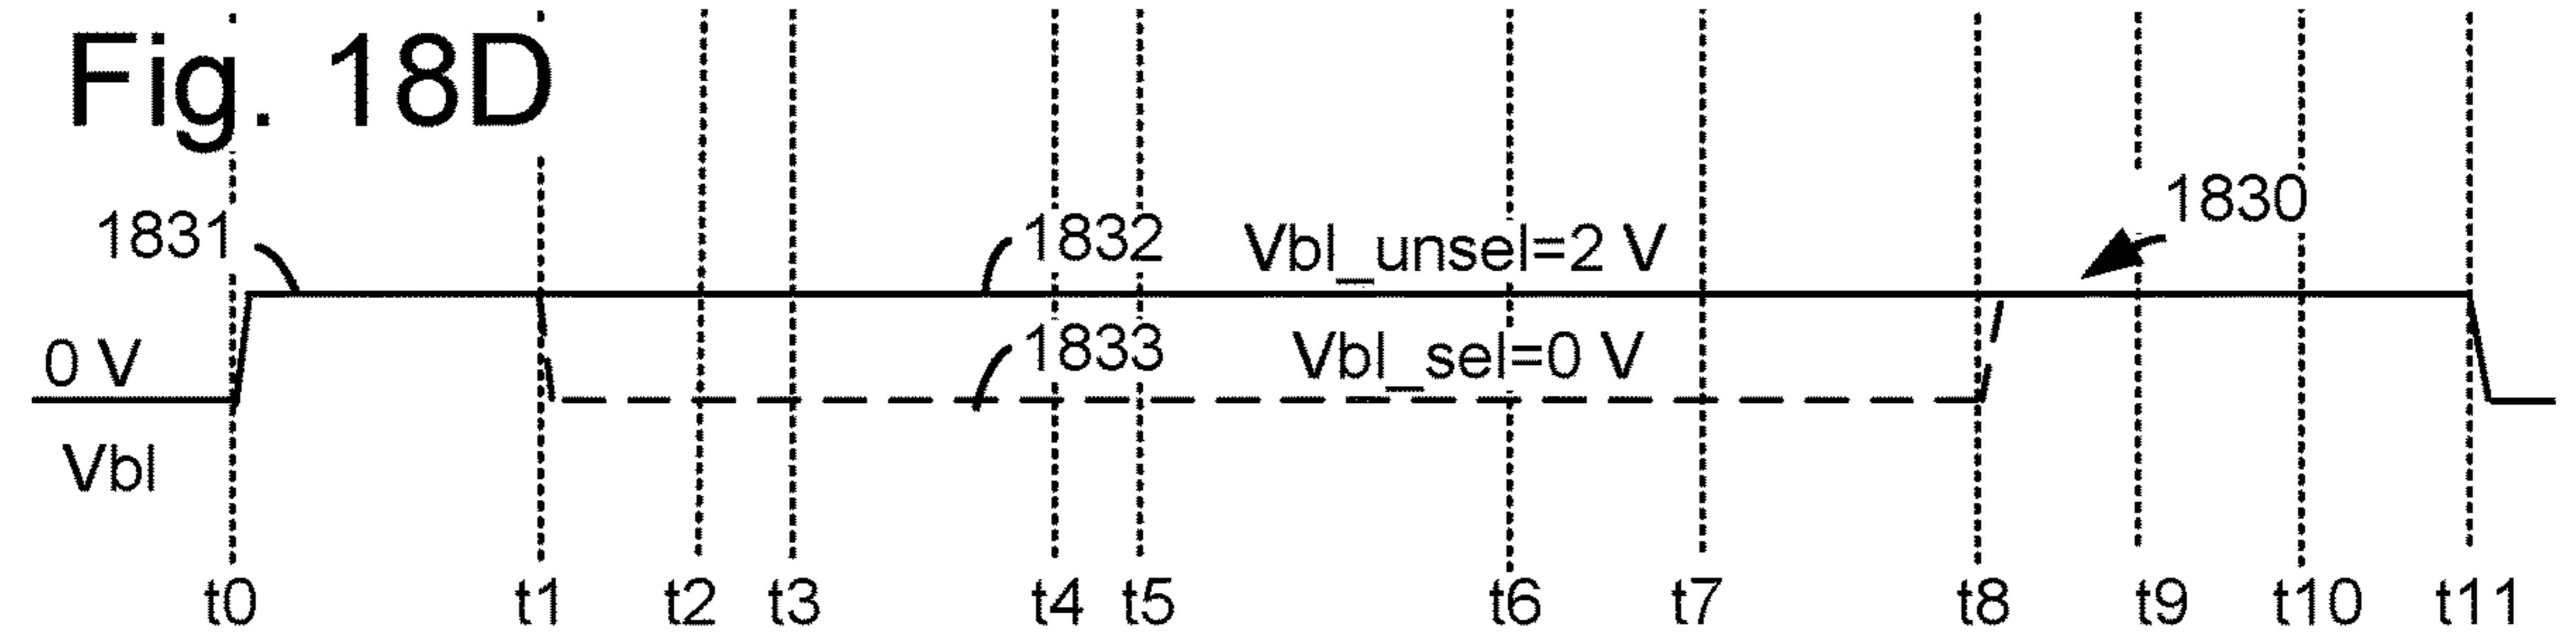 Fig. 18D
1830
1831
1832
Vbl_unsel=2 V
0 V
1833
Vbl_sel=0 V
Vbl
t0 t1 t2 t3 t4 t5 t6 t7 t8 t9 t10 t11